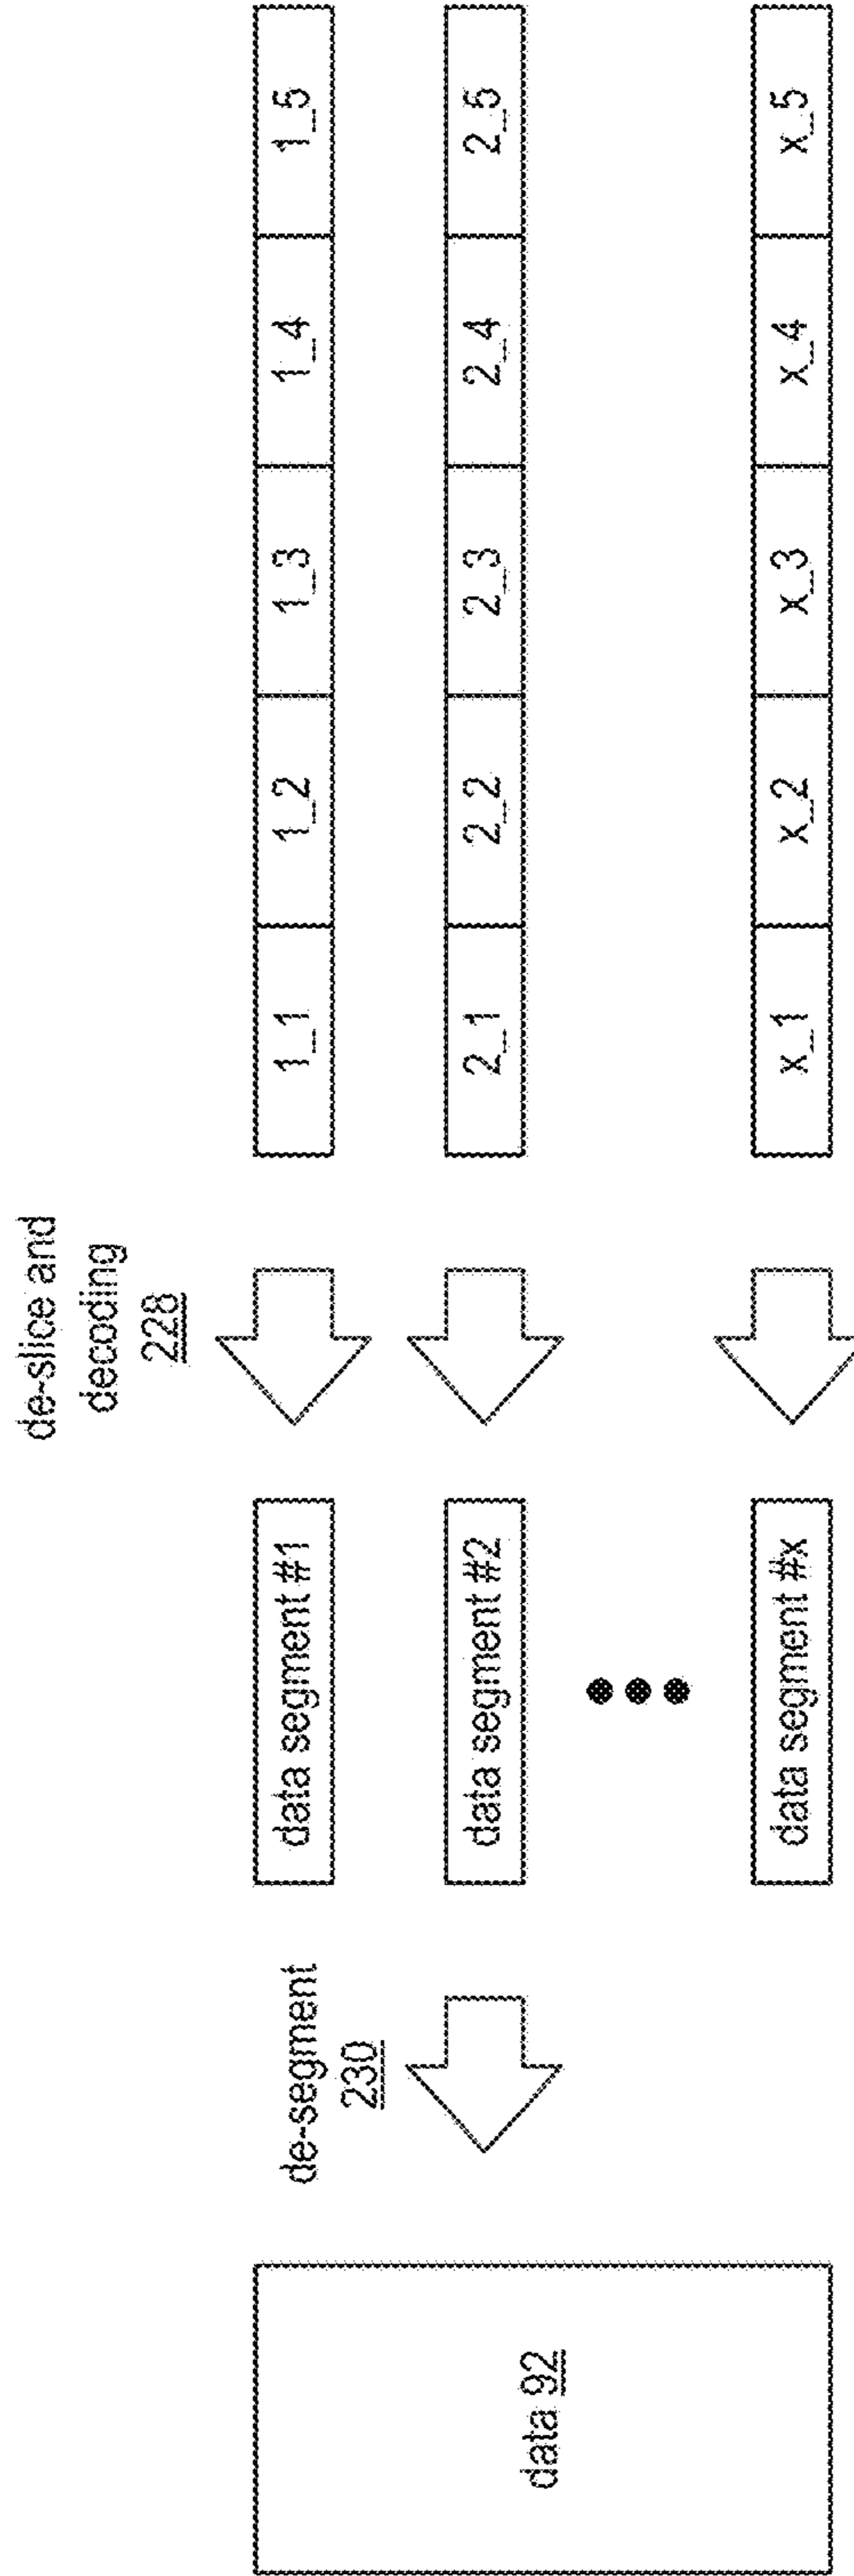 de-slice and
decoding
228
de-segment
230
data 92
data segment #1
1_1 1_2 1_3 1_4 1_5
data segment #2
2_1 2_2 2_3 2_4 2_5
data segment #x
x_1 x_2 x_3 x_4 x_5